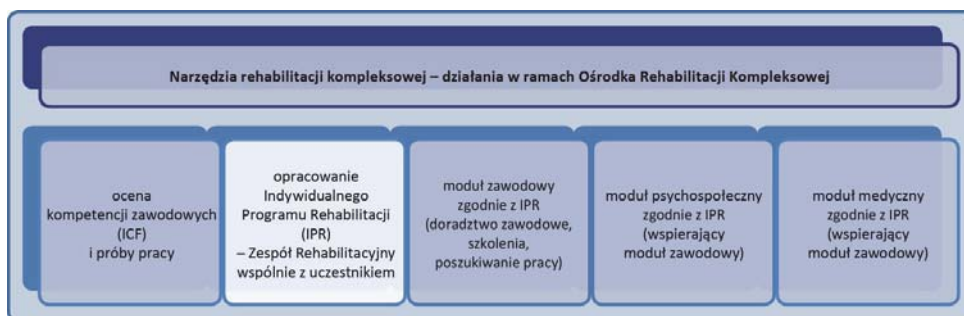 Narzędzia rehabilitacji kompleksowej – działania w ramach Ośrodka Rehabilitacji Kompleksowej
ocena
kompetencji zawodowych
(ICF)
i próby pracy
opracowanie
Indywidualnego
Programu Rehabilitacji
(IPR)
– Zespół Rehabilitacyjny
wspólnie z uczestnikiem
moduł zawodowy
zgodnie z IPR
(doradztwo zawodowe,
szkolenia,
poszukiwanie pracy)
moduł psychospołeczny
zgodnie z IPR
(wspierający
moduł zawodowy)
moduł medyczny
zgodnie z IPR
(wspierający
moduł zawodowy)